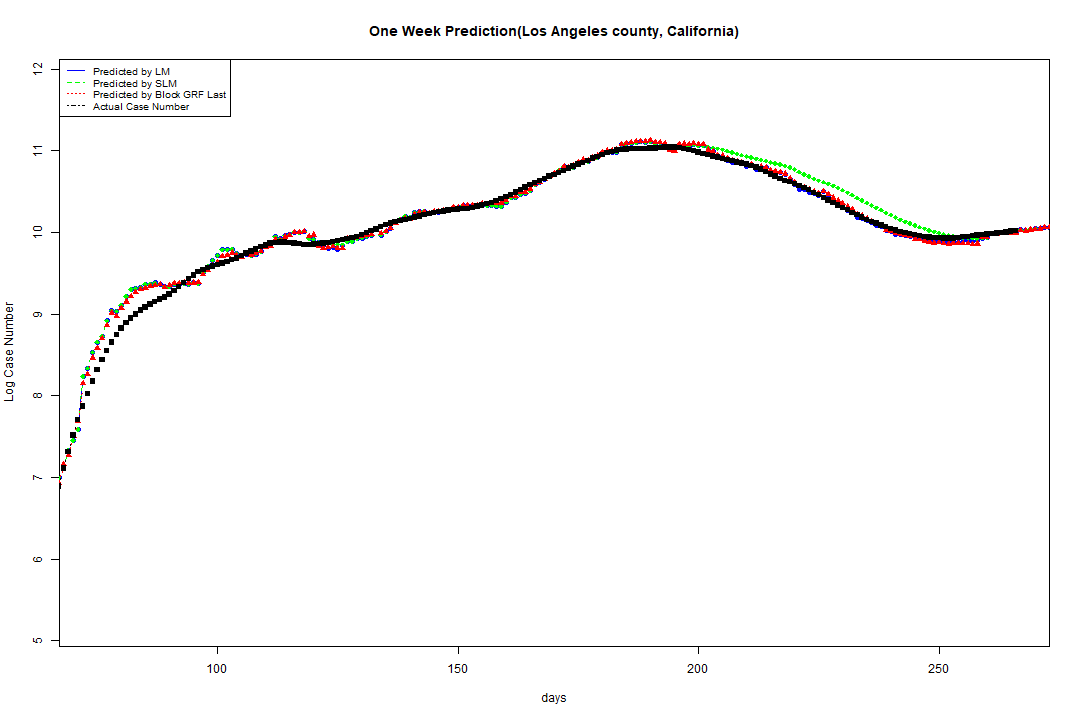 One Week Prediction(Los Angeles county, California)
Predicted by LM
Predicted by SLM
Predicted by Block GRF Last
Actual Case Number
12
11
10
9
8
7
6
5
Log Case Number
100 150 200 250
days